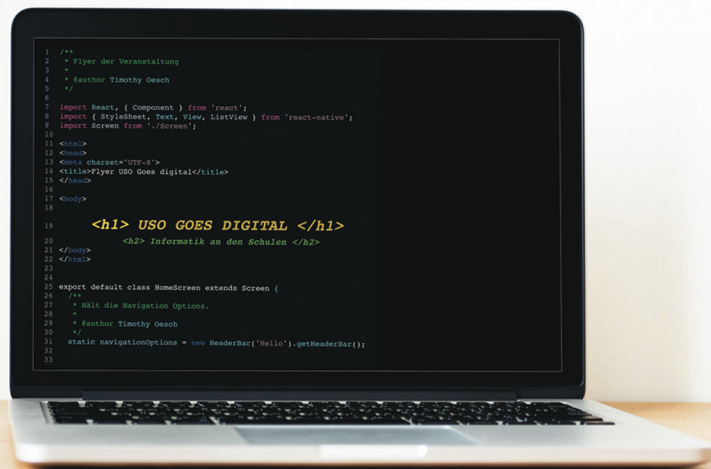 1 /**
2 * Flyer der Veranstaltung
3 *
4 * @author Timothy Oesch
5 */
6
7 import React, { Component } from 'react';
8 import { StyleSheet, Text, View, ListView } from 'react-native';
9 import Screen from './Screen';
10
11 <html>
12 <head>
13 <meta charset="UTF-8">
14 <title>Flyer USO Goes digital</title>
15 </head>
16
17 <body>
18
19 <h1> USO GOES DIGITAL </h1>
20 <h2> Informatik an den Schulen </h2>
21 </body>
22 </html>
23
24
25 export default class HomeScreen extends Screen {
26 /**
27 * Hält die Navigation Options.
28 *
29 * @author Timothy Oesch
30 */
31 static navigationOptions = new HeaderBar('Hello').getHeaderBar();
32
33